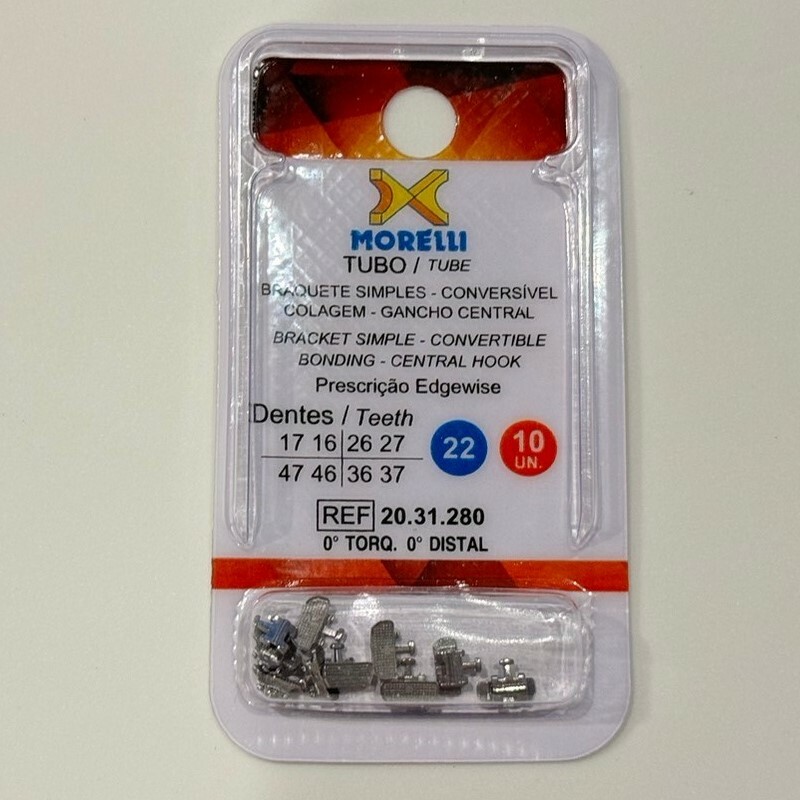 MORELLI
TUBO / TUBE
BRAQUETE SIMPLES - CONVERSÍVEL
COLAGEM - GANCHO CENTRAL
BRACKET SIMPLE - CONVERTIBLE
BONDING - CENTRAL HOOK
Prescrição Edgewise
Dentes / Teeth
17 16 | 26 27
47 46 | 36 37
22
10
UN.
REF 20.31.280
0° TORQ. 0° DISTAL